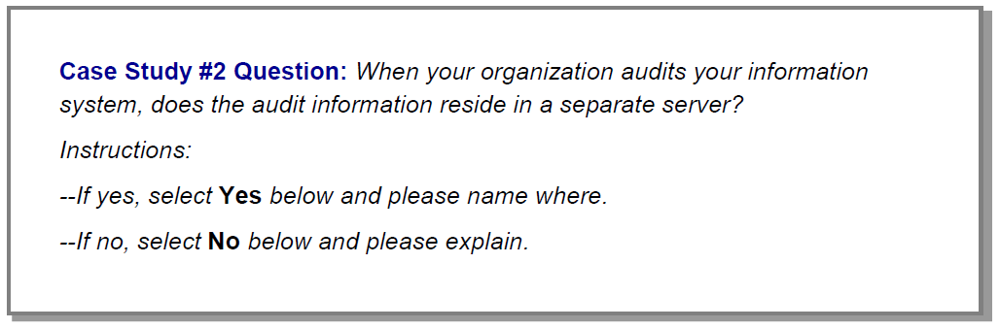 Case Study #2 Question: When your organization audits your information
system, does the audit information reside in a separate server?
Instructions:
--If yes, select Yes below and please name where.
--If no, select No below and please explain.